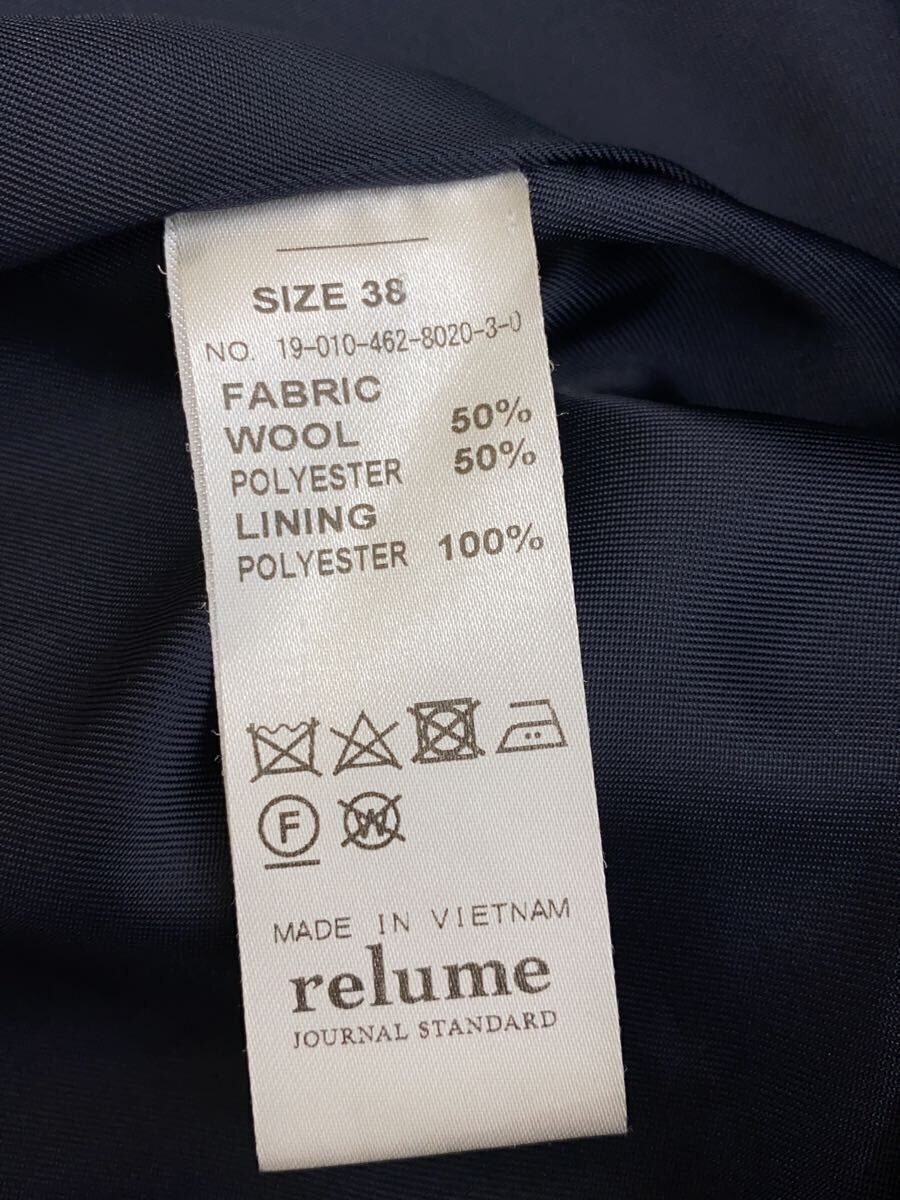 SIZE 38
NO. 19-010-462-8020-3-0
FABRIC
WOOL 50%
POLYESTER 50%
LINING
POLYESTER 100%
F W
MADE IN VIETNAM
relume
JOURNAL STANDARD